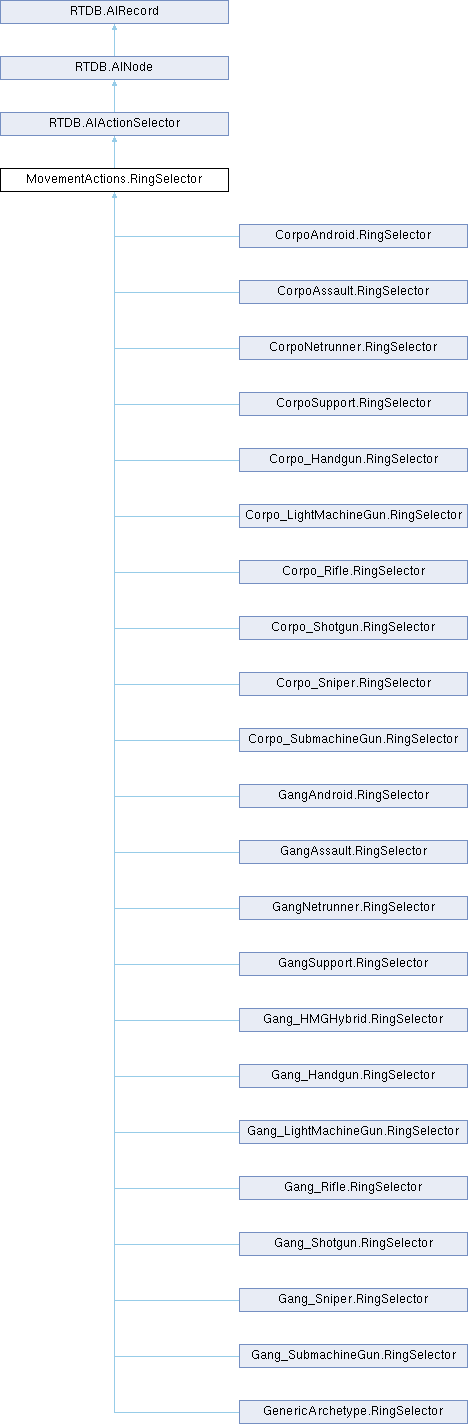 RTDB.AIRecord
RTDB.AINode
RTDB.AIActionSelector
MovementActions.RingSelector
CorpoAndroid.RingSelector
CorpoAssault.RingSelector
CorpoNetrunner.RingSelector
CorpoSupport.RingSelector
Corpo_Handgun.RingSelector
Corpo_LightMachineGun.RingSelector
Corpo_Rifle.RingSelector
Corpo_Shotgun.RingSelector
Corpo_Sniper.RingSelector
Corpo_SubmachineGun.RingSelector
GangAndroid.RingSelector
GangAssault.RingSelector
GangNetrunner.RingSelector
GangSupport.RingSelector
Gang_HMGHybrid.RingSelector
Gang_Handgun.RingSelector
Gang_LightMachineGun.RingSelector
Gang_Rifle.RingSelector
Gang_Shotgun.RingSelector
Gang_Sniper.RingSelector
Gang_SubmachineGun.RingSelector
GenericArchetype.RingSelector